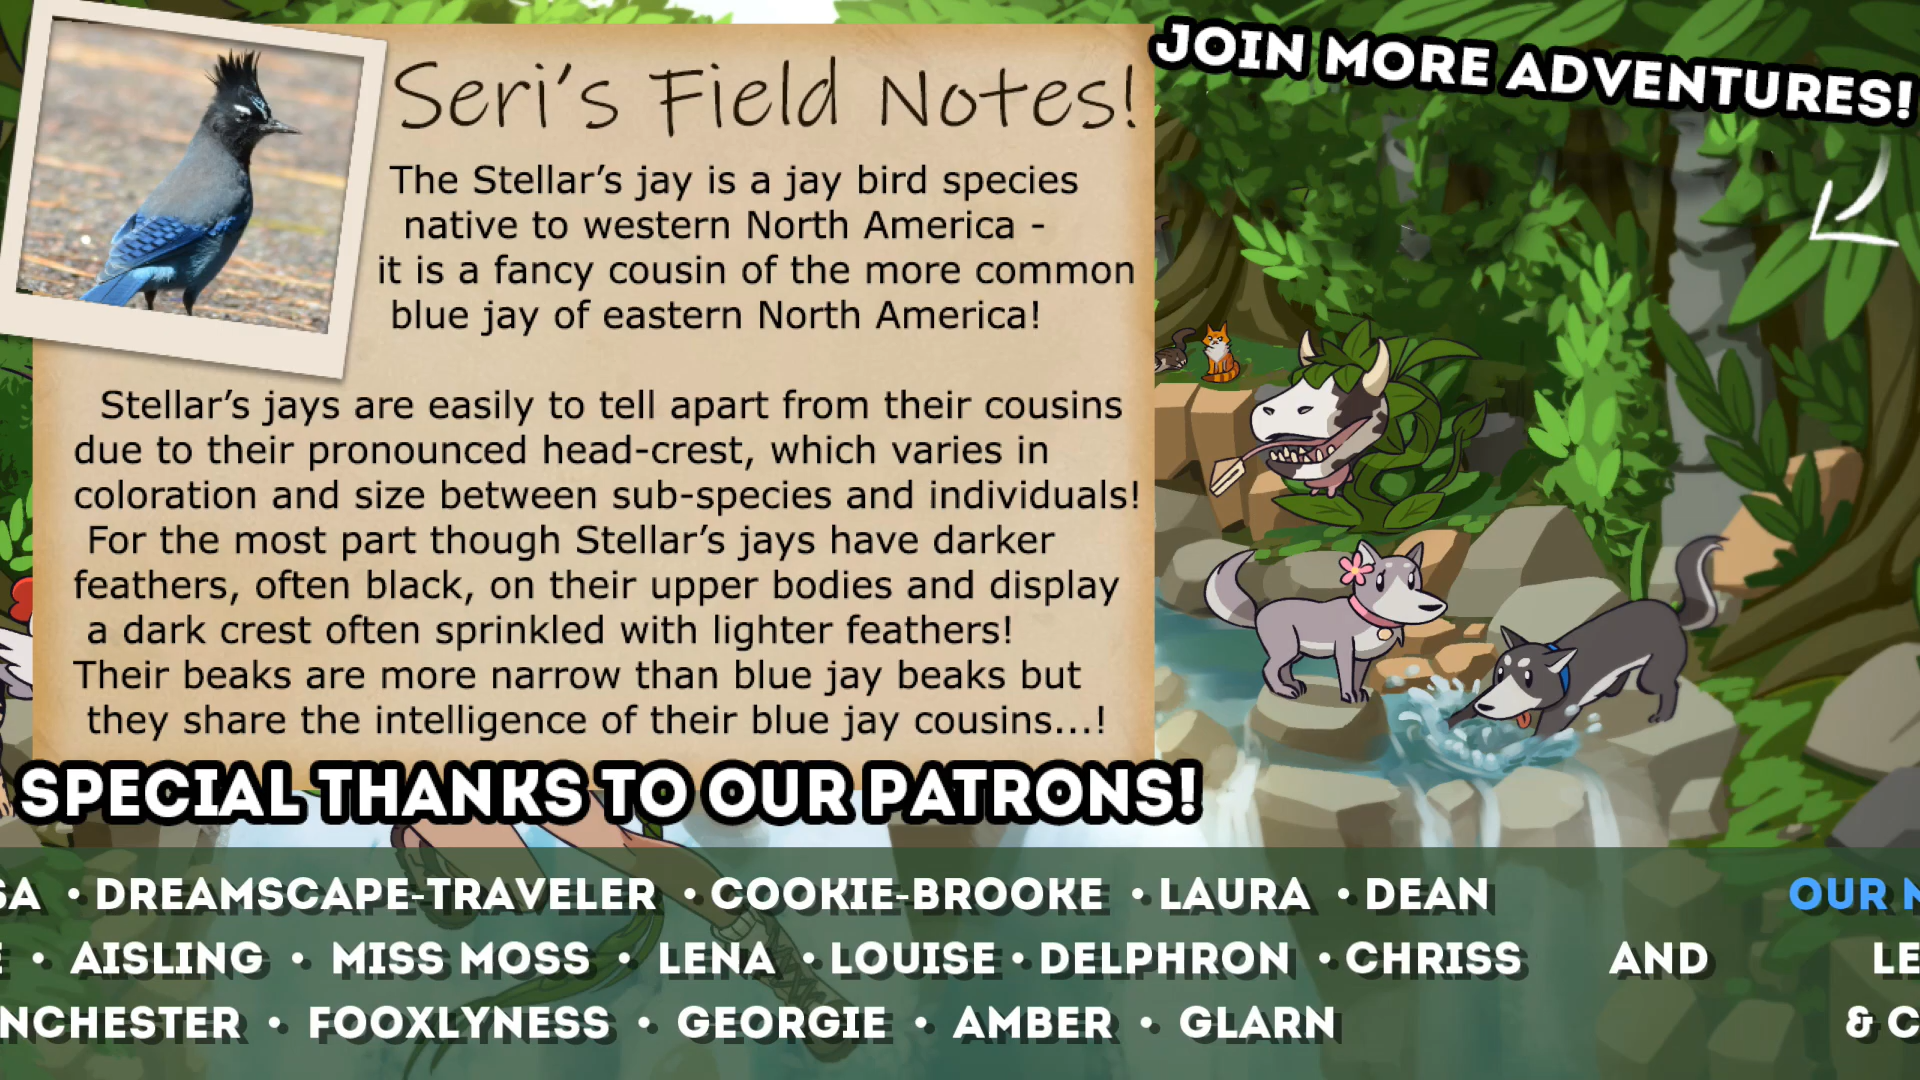 Seri's Field Notes!
JOIN MORE ADVENTURES!
The Stellar's jay is a jay bird species
native to western North America -
it is a fancy cousin of the more common
blue jay of eastern North America!
Stellar's jays are easily to tell apart from their cousins
due to their pronounced head-crest, which varies in
coloration and size between sub-species and individuals!
For the most part though Stellar's jays have darker
feathers, often black, on their upper bodies and display
a dark crest often sprinkled with lighter feathers!
Their beaks are more narrow than blue jay beaks but
they share the intelligence of their blue jay cousins...!
SPECIAL THANKS TO OUR PATRONS!
• DREAMSCAPE-TRAVELER • COOKIE-BROOKE • LAURA • DEAN OUR
• AISLING • MISS MOSS • LENA • LOUISE • DELPHRON • CHRISS AND
• FOOXLYNESS • GEORGIE • AMBER • GLARN &